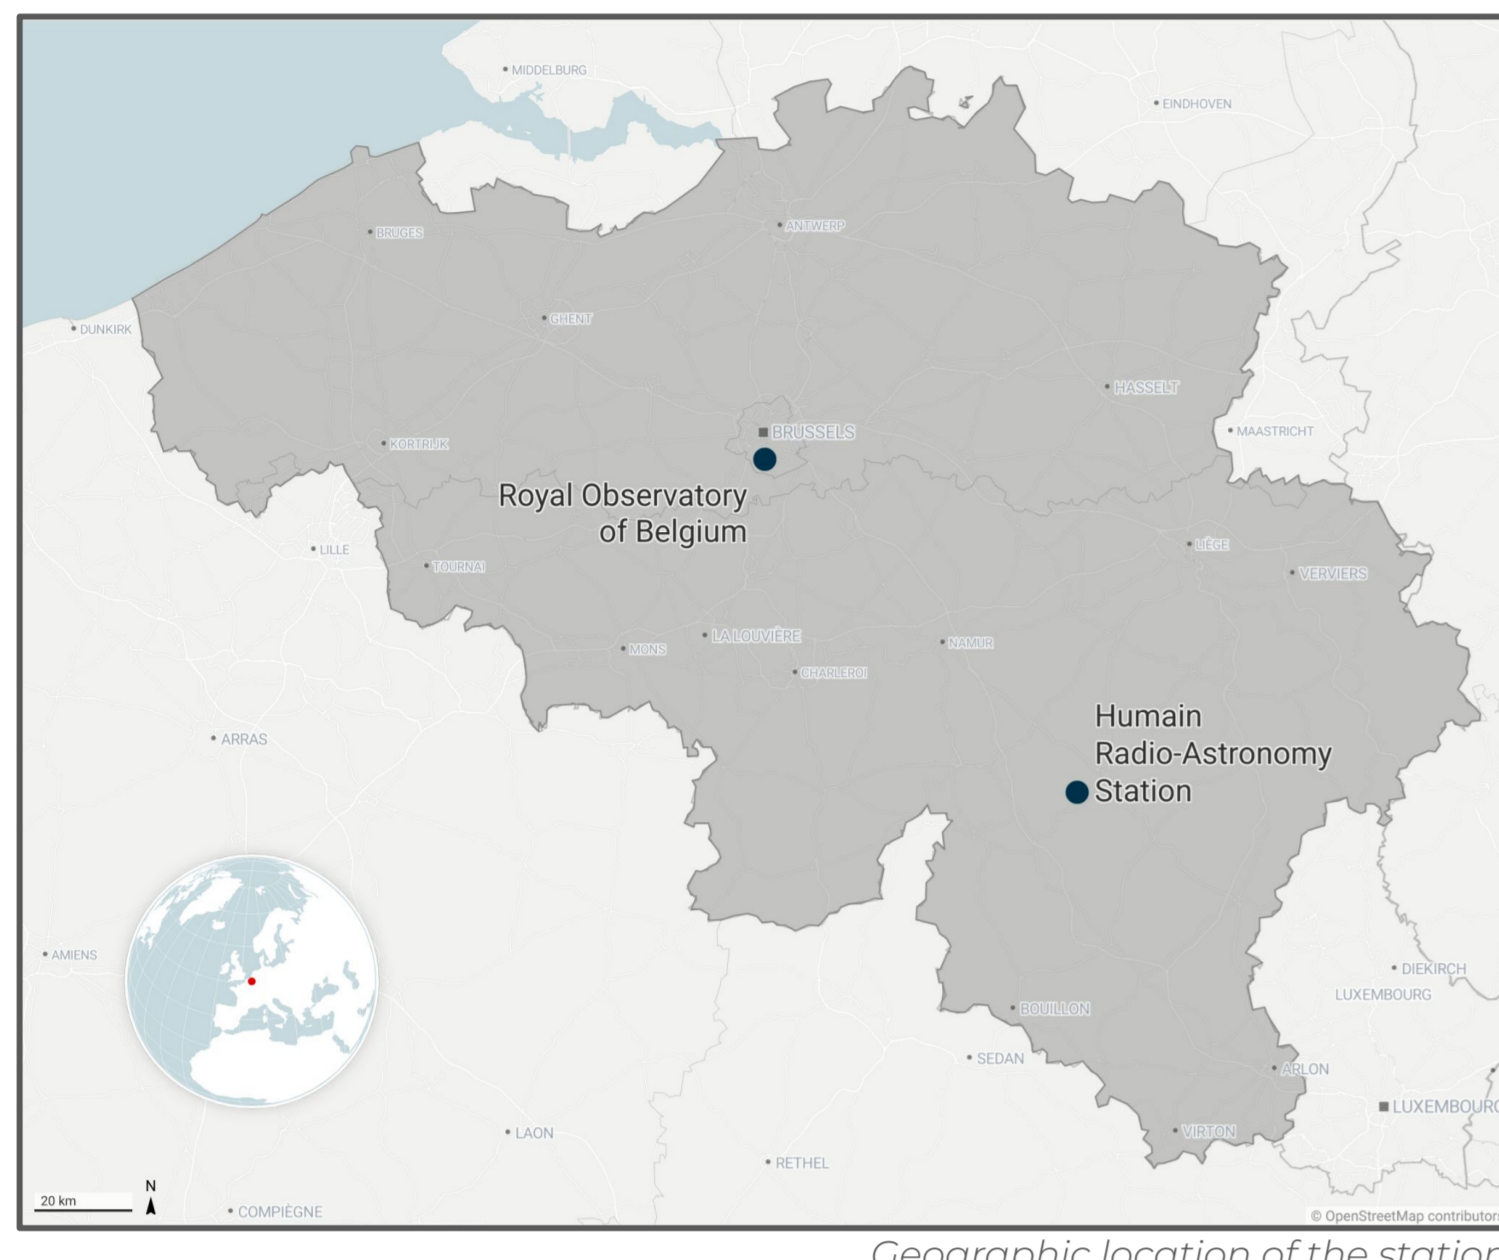 MIDDELBURG
EINDHOVEN
ANTWERP
BRUGES
GHENT
DUNKIRK
HASSELT
BRUSSELS
MAASTRICHT
KORTRIJK
Royal Observatory
of Belgium
LILLE
LIÈGE
TOURNAI
VERVIERS
LA LOUVIÈRE
MONS
NAMUR
CHARLEROI
Humain
Radio-Astronomy
Station
ARRAS
AMIENS
DIEKIRCH
LUXEMBOURG
BOUILLON
SEDAN
ARLON
LUXEMBOURG
LAON
VIRTON
RETHEL
N
20 km
COMPIÈGNE
© OpenStreetMap contributors
Geographic location of the station